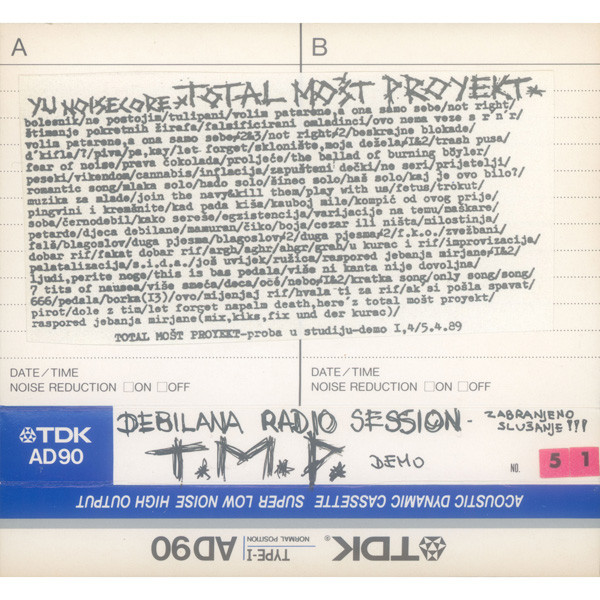 A
B
YU NOISECORE ★ TOTAL MOŠT PROYEKT ★
bolesnik/ne postojim/tulipani/volim patarene,a ona samo sebe/not right/
štimanje pokretnih žirafa/falsificirani omladinci/ovo nema veze s r'n'r/
volim patarene,a ona samo sebe≠2&3/not right≠2/beskrajne blokade/
d'kifla/7/piva/pa,kay/let forget/sklonište,moja dežela≠1&2/trash pusa/
fear of noise/prava čokolada/proljeće/the ballad of burning böyler/
peseki/vikendom/cannabis/inflacija/zapušteni dečki/ne seri/prijatelji/
romantic song/mlaka solo/hado solo/šinec solo/haš solo/kaj je ovo bilo?/
muzika za mlade/join the navy&kill them/play with us/fetus/trokut/
pingvini i kremšnite/kad pada kiša/kauboj mile/kompić od ovog prije/
soba/černodebil/kako sereše/egzistencija/varijacije na temu/maškare/
petarde/djeca debilane/mamuran/čiko/boja/cezar ili ništa/milostinja/
felš/blagoslov/duga pjesma/blagoslov≠2/duga pjesma≠2/f.k.o./zvežbani/
dobar rif/fakat dobar rif/argh/aghr/ahgr/grah/u kurac i rif/improvizacija/
palatalizacija/s.i.d.a./još uvijek/ružica/raspored jebanja mirjane≠1&2/
ljudi,perite noge/this is bas pedala/više ni kanta nije dovoljna/
7 tita of nausea/više smeća/deca/oćé/nebo≠1&2/kratka song/only song/song/
666/pedala/borka(13)/ovo/mijenjaj rif/hvala ti za rif/ak si pošla spavat/
pirot/dole z tim/let forget napalm death,here'z total mošt proyekt/
raspored jebanja mirjane(mix,kiks,fix und der kurac)/
TOTAL MOŠT PROYEKT-proba u studiju-demo 1,4/5.4.89
DATE/TIME
NOISE REDUCTION □ON □OFF
DATE/TIME
NOISE REDUCTION □ON □OFF
TDK
AD90
DEBILANA RADIO SESSION -
ZABRANJENO
SLUŠANJE!!!
T.M.P. DEMO
NO. 51
ACOUSTIC DYNAMIC CASSETTE SUPER LOW NOISE HIGH OUTPUT
TDK® NORMAL POSITION TYPE-I AD90